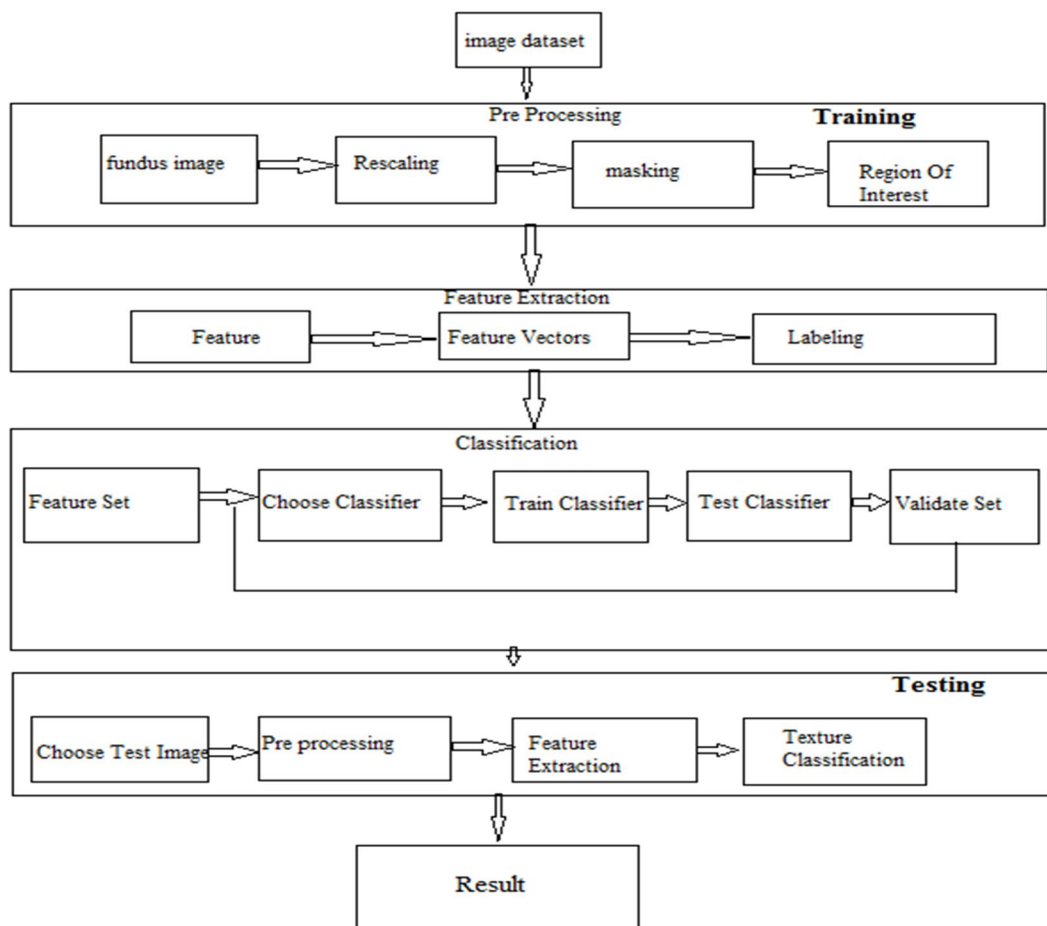 image dataset
Pre Processing
Training
fundus image
Rescaling
masking
Region Of
Interest
Feature Extraction
Feature
Feature Vectors
Labeling
Classification
Feature Set
Choose Classifier
Train Classifier
Test Classifier
Validate Set
Testing
Choose Test Image
Pre processing
Feature
Extraction
Texture
Classification
Result